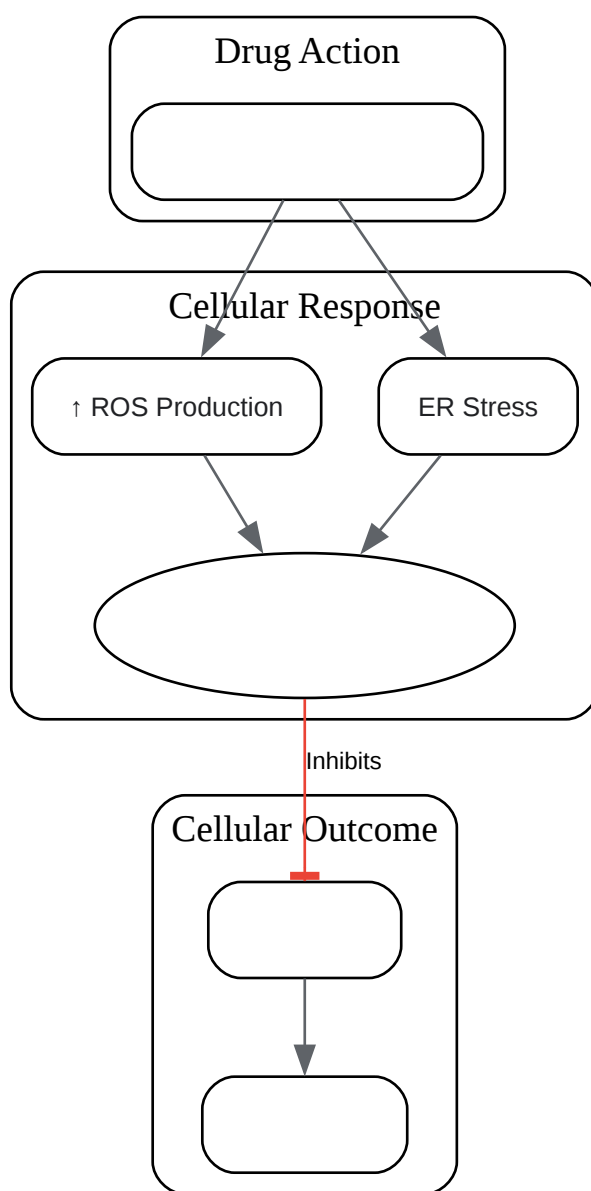 Drug Action
Cellular Response
↑ ROS Production
ER Stress
Inhibits
Cellular Outcome